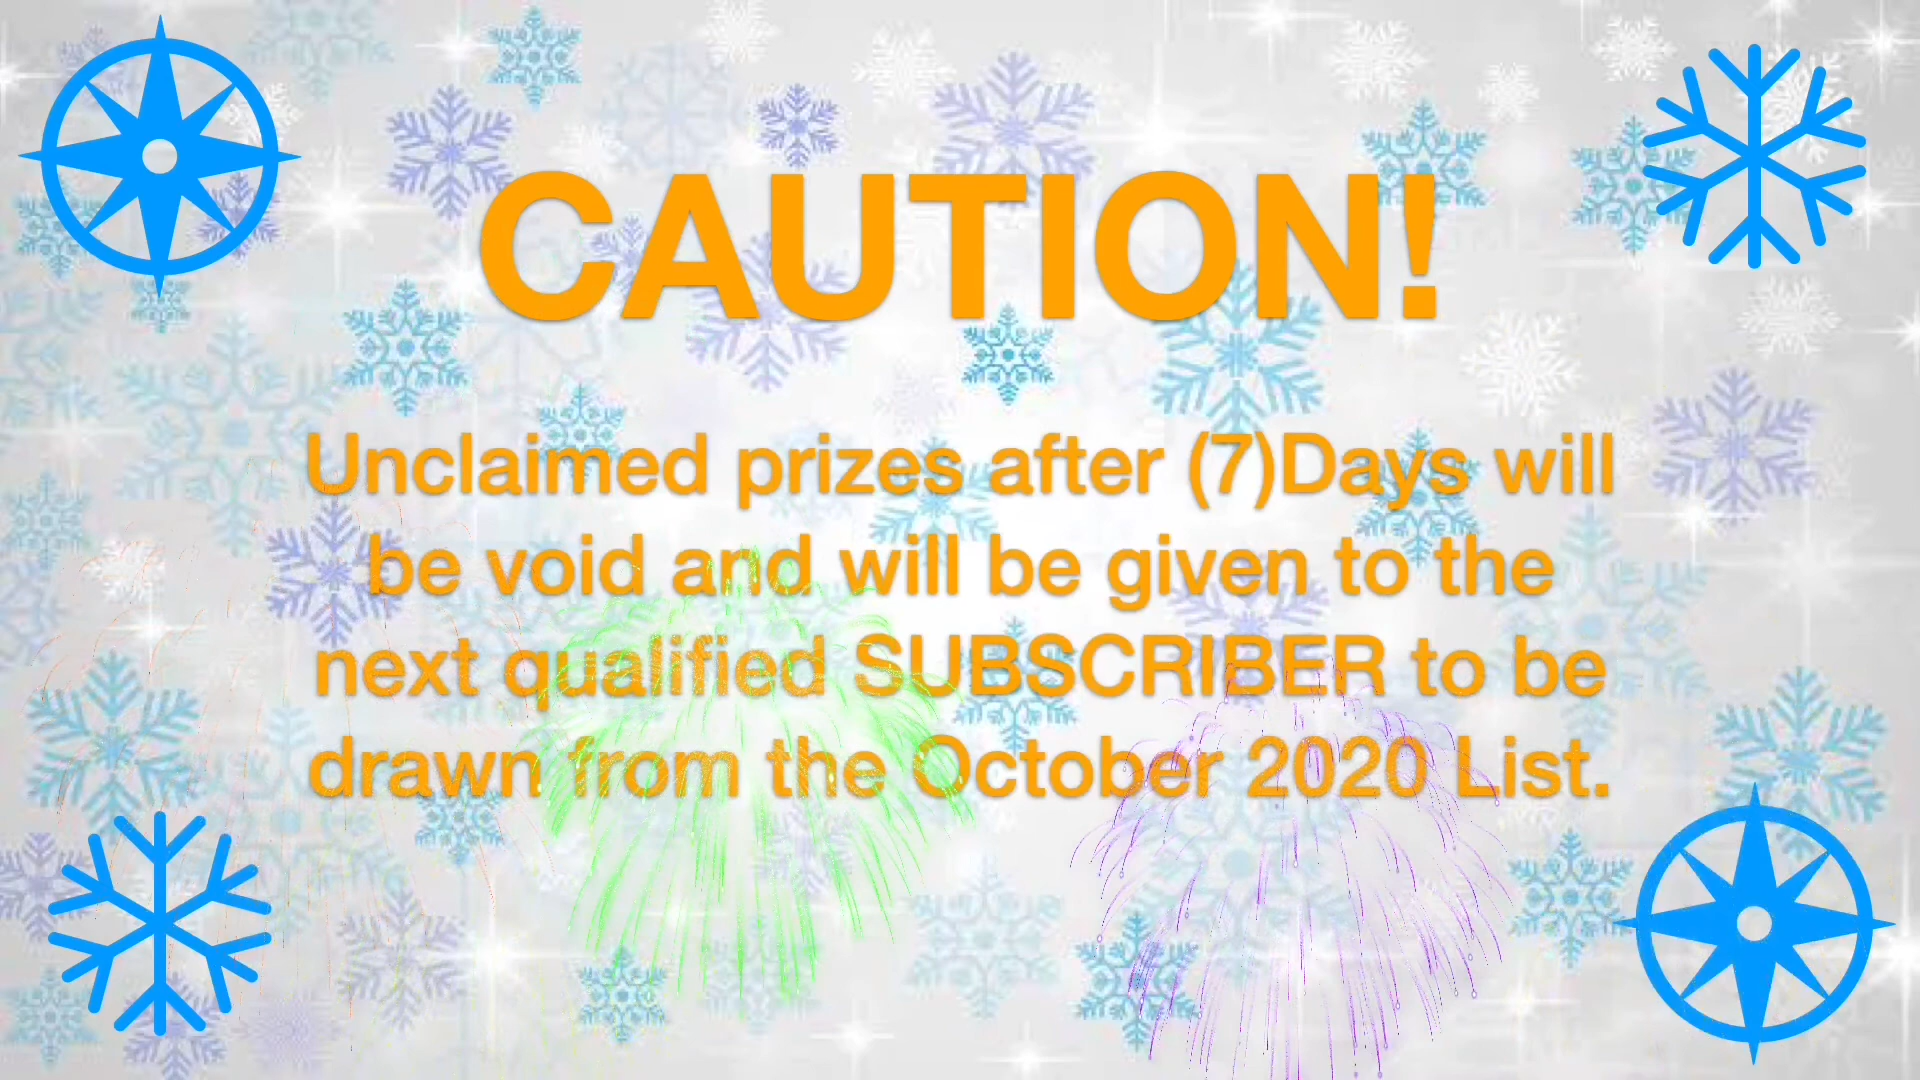 CAUTION!
Unclaimed prizes after (7)Days will
be void and will be given to the
next qualified SUBSCRIBER to be
drawn from the October 2020 List.